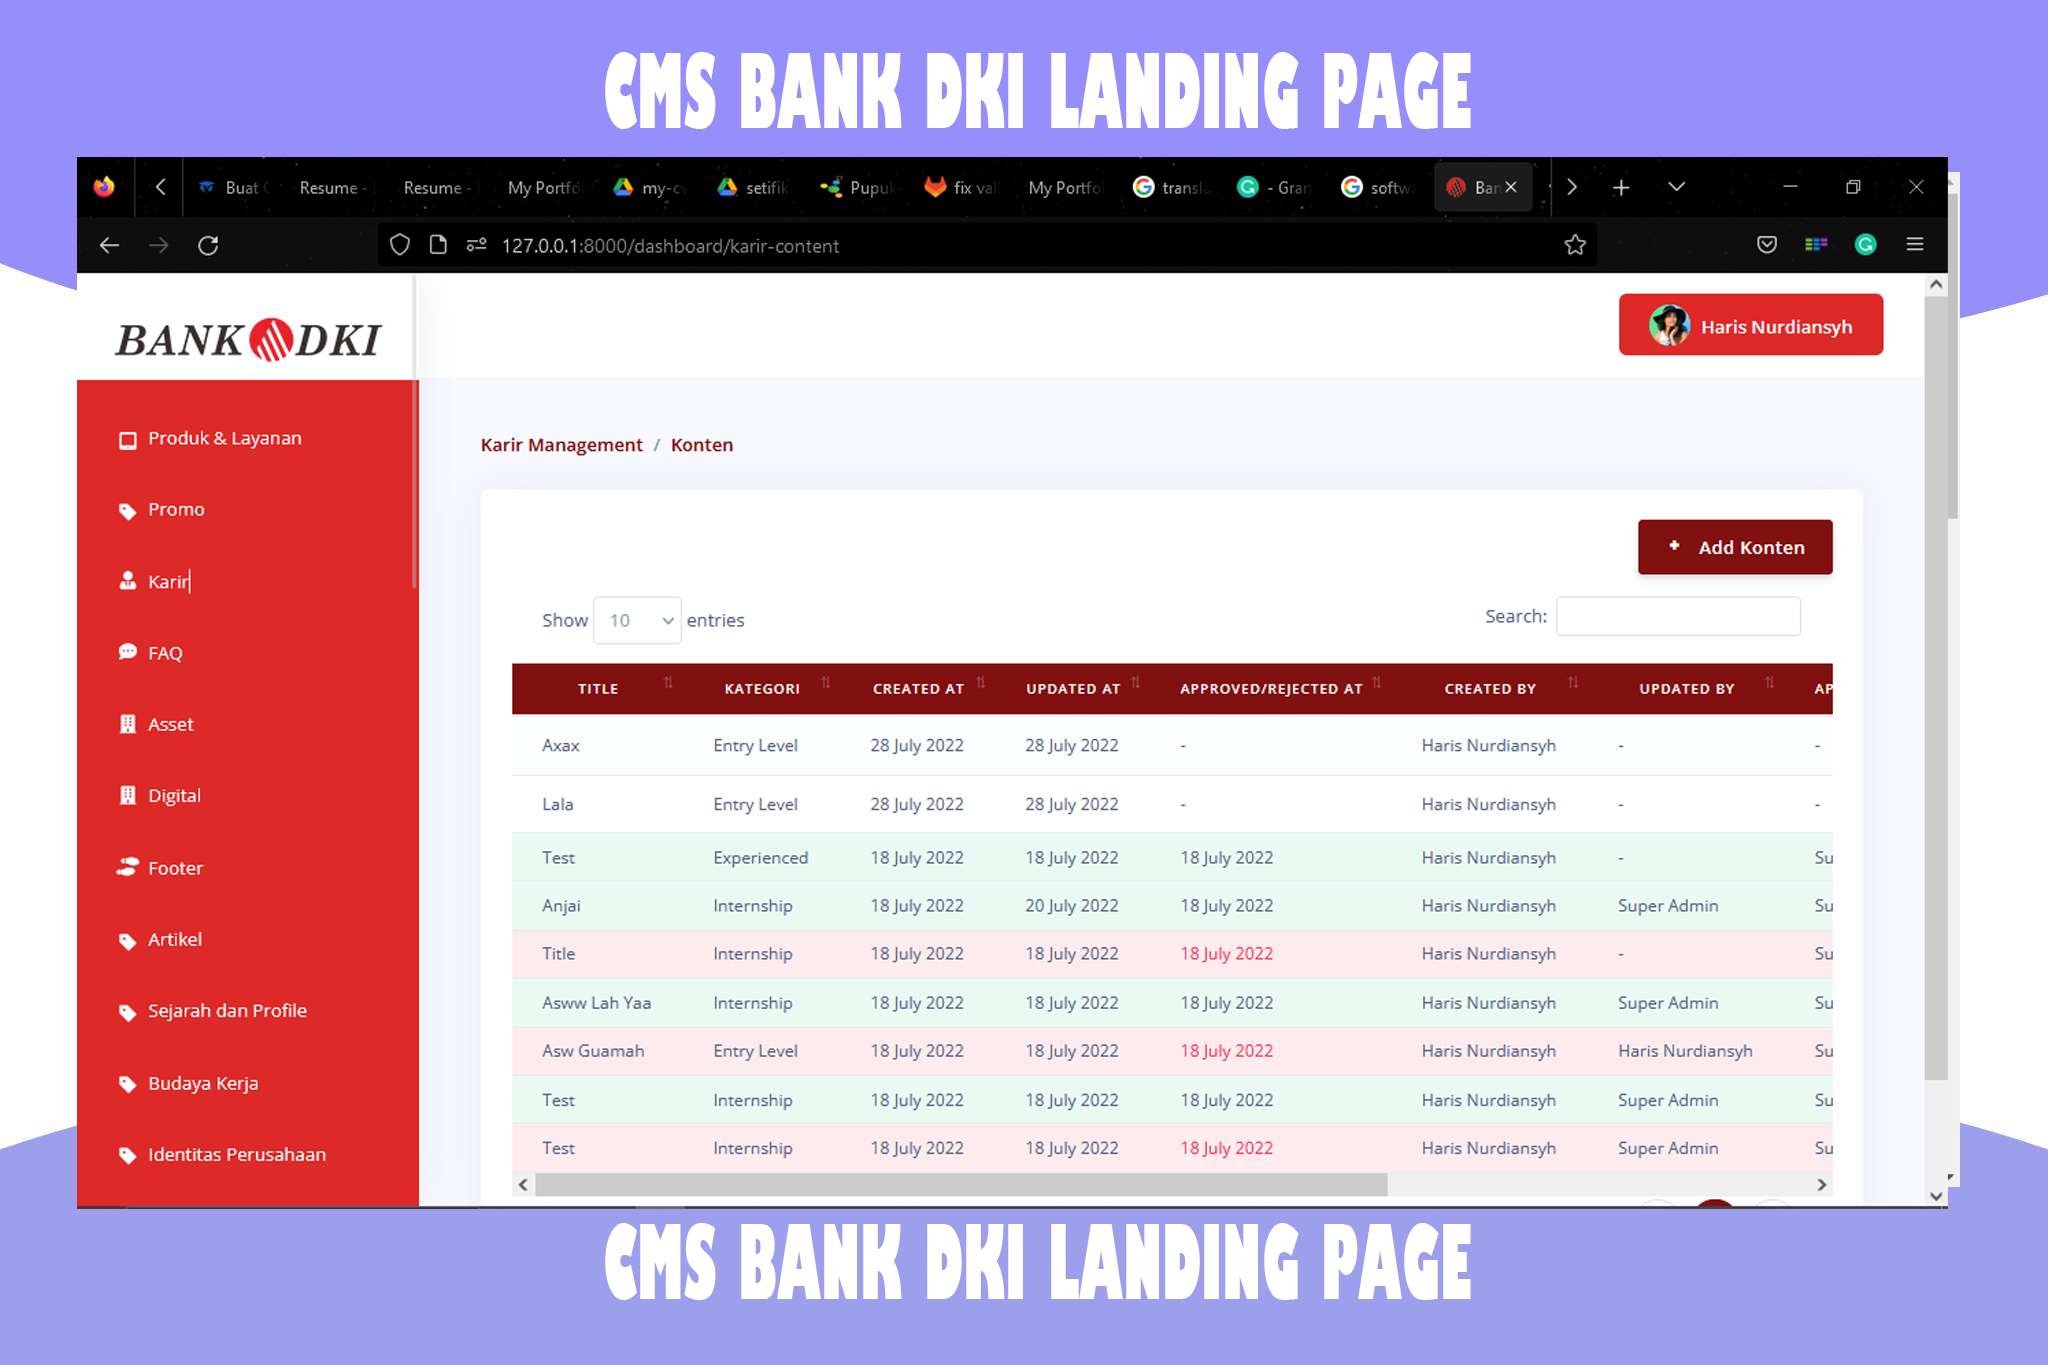 CMS BANK DKI LANDING PAGE
Buat
Resume -
Resume -
My Portfo
My Portfo
127.0.0.1:8000/dashboard/karir-content
BANK DKI
Haris Nurdiansyh
Produk & Layanan
Promo
Karir
FAQ
Asset
Digital
Footer
Artikel
Sejarah dan Profile
Budaya Kerja
Identitas Perusahaan
Karir Management / Konten
+ Add Konten
Show 10 entries Search:
TITLE KATEGORI CREATED AT UPDATED AT APPROVED/REJECTED AT CREATED BY UPDATED BY AP
Axax Entry Level 28 July 2022 28 July 2022 - Haris Nurdiansyh - -
Lala Entry Level 28 July 2022 28 July 2022 - Haris Nurdiansyh - -
Test Experienced 18 July 2022 18 July 2022 18 July 2022 Haris Nurdiansyh - Su
Anjai Internship 18 July 2022 20 July 2022 18 July 2022 Haris Nurdiansyh Super Admin Su
Title Internship 18 July 2022 18 July 2022 18 July 2022 Haris Nurdiansyh - Su
Asww Lah Yaa Internship 18 July 2022 18 July 2022 18 July 2022 Haris Nurdiansyh Super Admin Su
Asw Guamah Entry Level 18 July 2022 18 July 2022 18 July 2022 Haris Nurdiansyh Haris Nurdiansyh Su
Test Internship 18 July 2022 18 July 2022 18 July 2022 Haris Nurdiansyh Super Admin Su
Test Internship 18 July 2022 18 July 2022 18 July 2022 Haris Nurdiansyh Super Admin Su
CMS BANK DKI LANDING PAGE